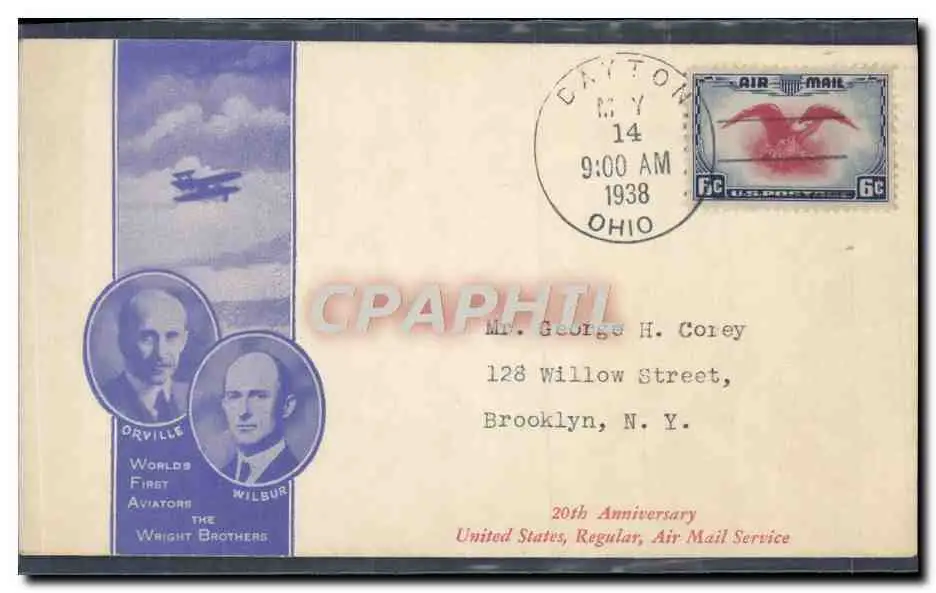 DAYTON
MY
14
9:00 AM
1938
OHIO
AIR MAIL
6c U.S. POSTAGE 6c
CPAPHIL
Mr. George H. Corey
128 Willow Street,
Brooklyn, N. Y.
ORVILLE
WILBUR
WORLDS
FIRST
AVIATORS
THE
WRIGHT BROTHERS
20th Anniversary
United States, Regular, Air Mail Service